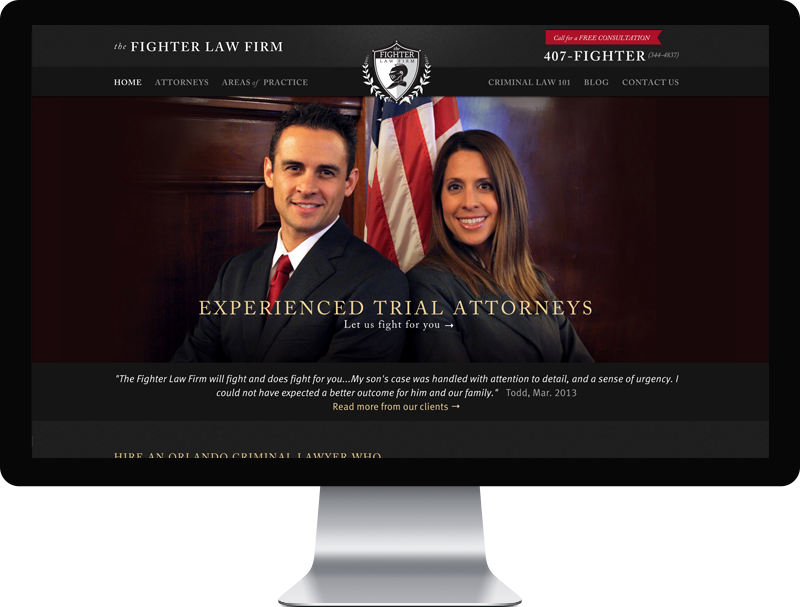 the FIGHTER LAW FIRM
Call for a FREE CONSULTATION
407-FIGHTER (344-4837)
the
FIGHTER
LAW FIRM
HOME ATTORNEYS AREAS of PRACTICE
CRIMINAL LAW 101 BLOG CONTACT US
EXPERIENCED TRIAL ATTORNEYS
Let us fight for you →
"The Fighter Law Firm will fight and does fight for you...My son's case was handled with attention to detail, and a sense of urgency. I
could not have expected a better outcome for him and our family." Todd, Mar. 2013
Read more from our clients →
HIRE AN ORLANDO CRIMINAL LAWYER WHO